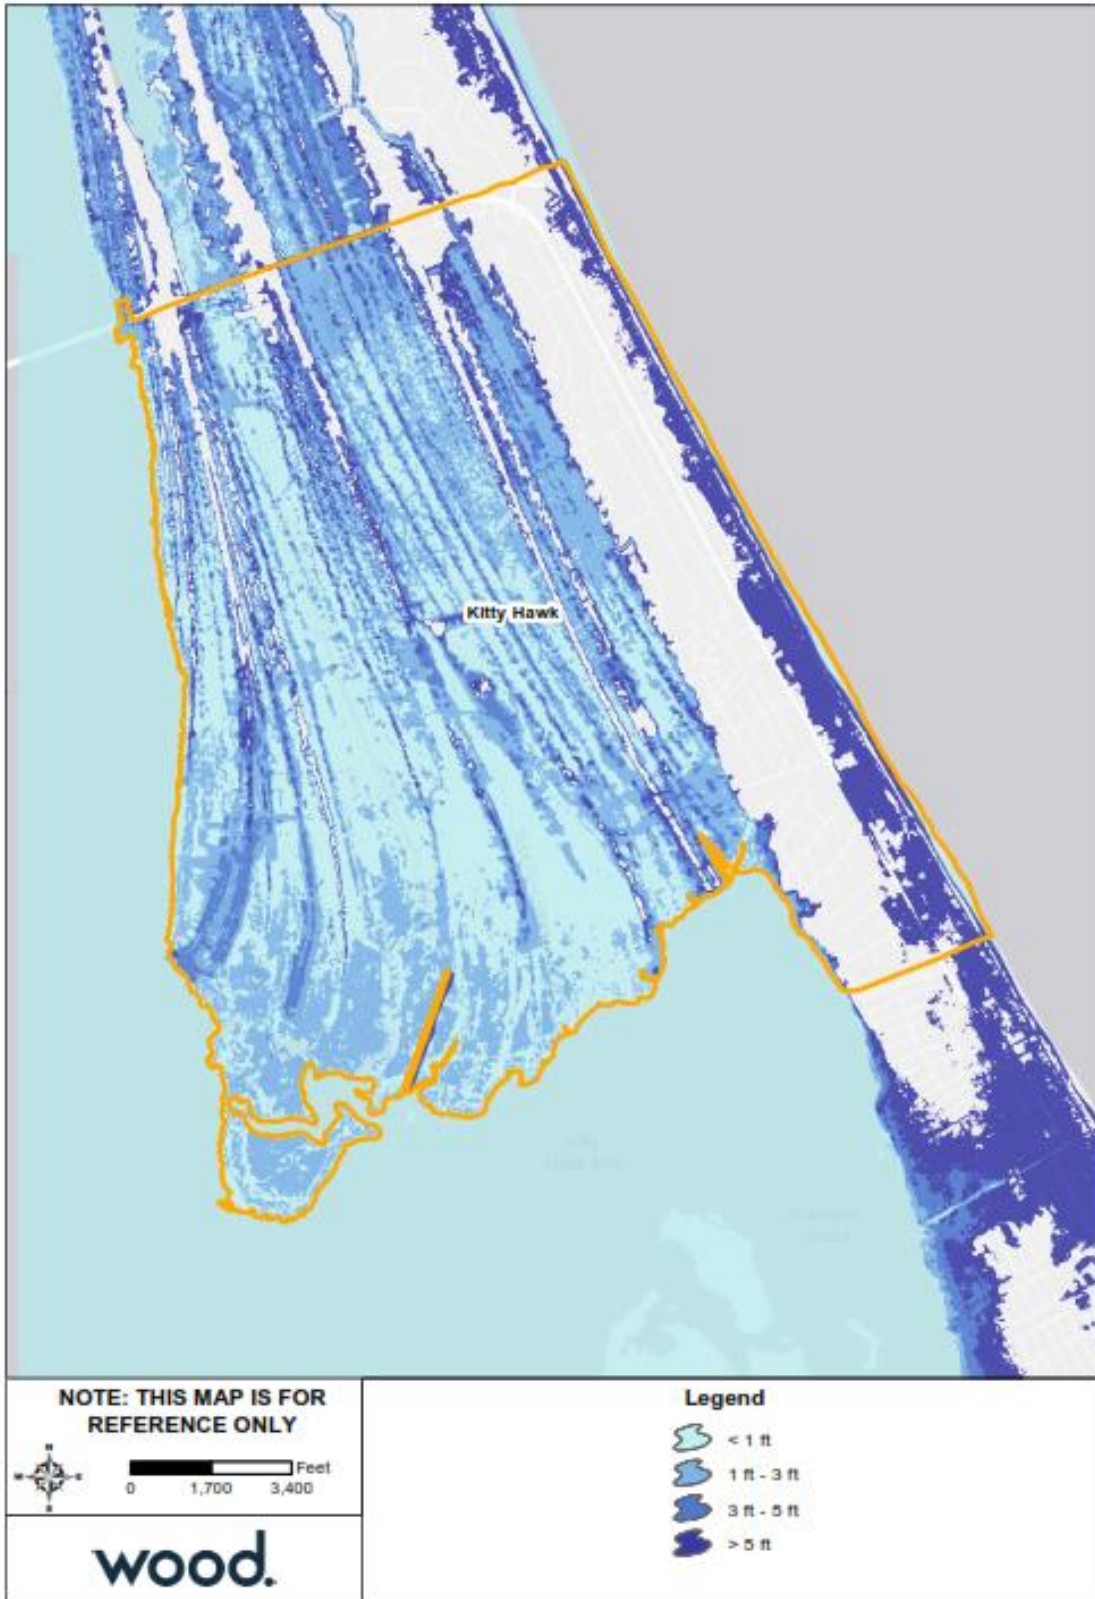 Kitty Hawk
NOTE: THIS MAP IS FOR
REFERENCE ONLY
N
W
E
S
Feet
0 1,700 3,400
wood.
Legend
< 1 ft
1 ft - 3 ft
3 ft - 5 ft
> 5 ft